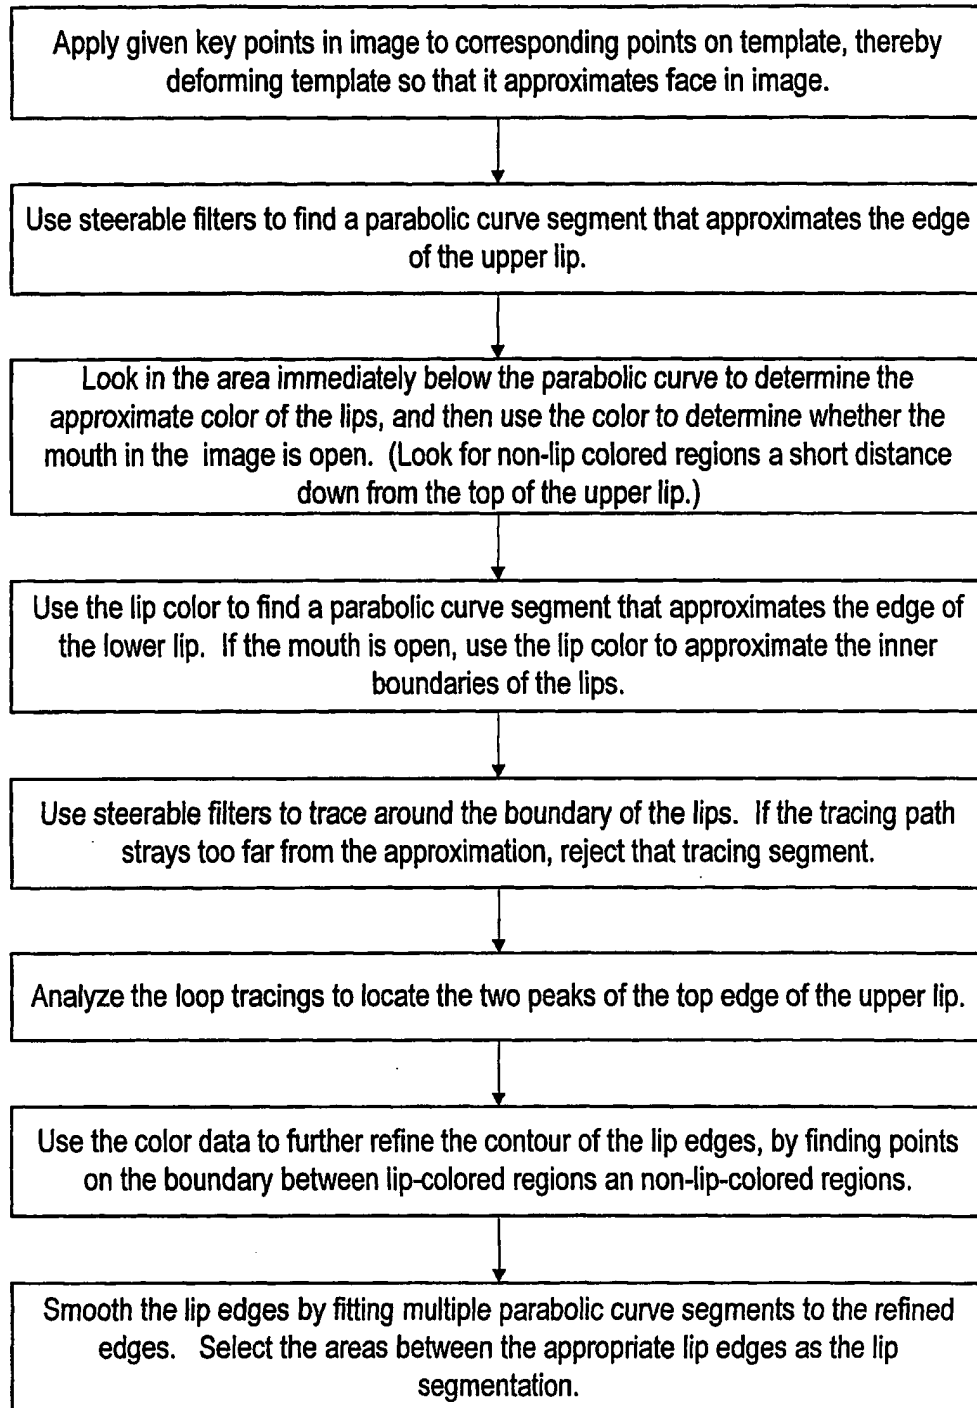 Apply given key points in image to corresponding points on template, thereby
deforming template so that it approximates face in image.
Use steerable filters to find a parabolic curve segment that approximates the edge
of the upper lip.
Look in the area immediately below the parabolic curve to determine the
approximate color of the lips, and then use the color to determine whether the
mouth in the image is open. (Look for non-lip colored regions a short distance
down from the top of the upper lip.)
Use the lip color to find a parabolic curve segment that approximates the edge of
the lower lip. If the mouth is open, use the lip color to approximate the inner
boundaries of the lips.
Use steerable filters to trace around the boundary of the lips. If the tracing path
strays too far from the approximation, reject that tracing segment.
Analyze the loop tracings to locate the two peaks of the top edge of the upper lip.
Use the color data to further refine the contour of the lip edges, by finding points
on the boundary between lip-colored regions an non-lip-colored regions.
Smooth the lip edges by fitting multiple parabolic curve segments to the refined
edges. Select the areas between the appropriate lip edges as the lip
segmentation.